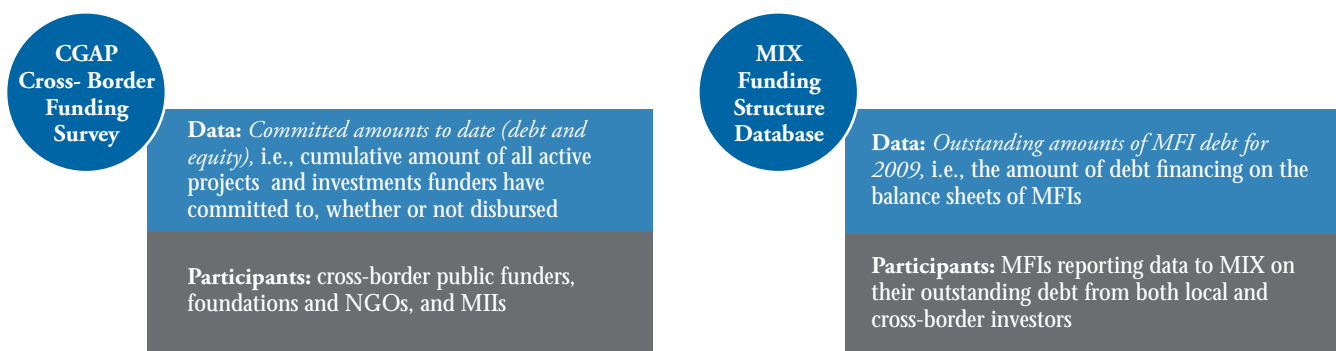 CGAP
Cross- Border
Funding
Survey
Data: Committed amounts to date (debt and
equity), i.e., cumulative amount of all active
projects and investments funders have
committed to, whether or not disbursed
Participants: cross-border public funders,
foundations and NGOs, and MIIs
MIX
Funding
Structure
Database
Data: Outstanding amounts of MFI debt for
2009, i.e., the amount of debt financing on the
balance sheets of MFIs
Participants: MFIs reporting data to MIX on
their outstanding debt from both local and
cross-border investors